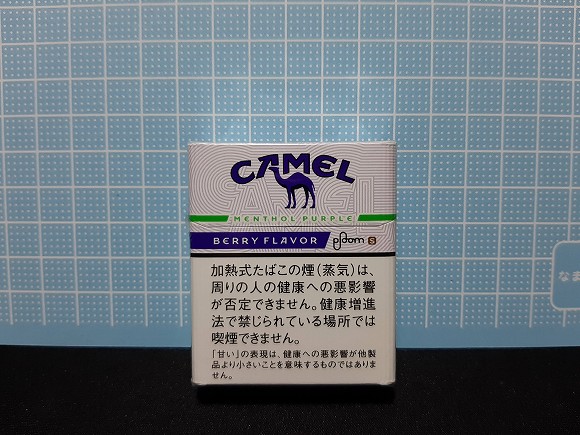 CAMEL
MENTHOL PURPLE
BERRY FLAVOR ploom S
加熱式たばこの煙(蒸気)は、
周りの人の健康への悪影響
が否定できません。健康増進
法で禁じられている場所では
喫煙できません。
「甘い」の表現は、健康への悪影響が他製
品より小さいことを意味するものではありま
せん。
なま